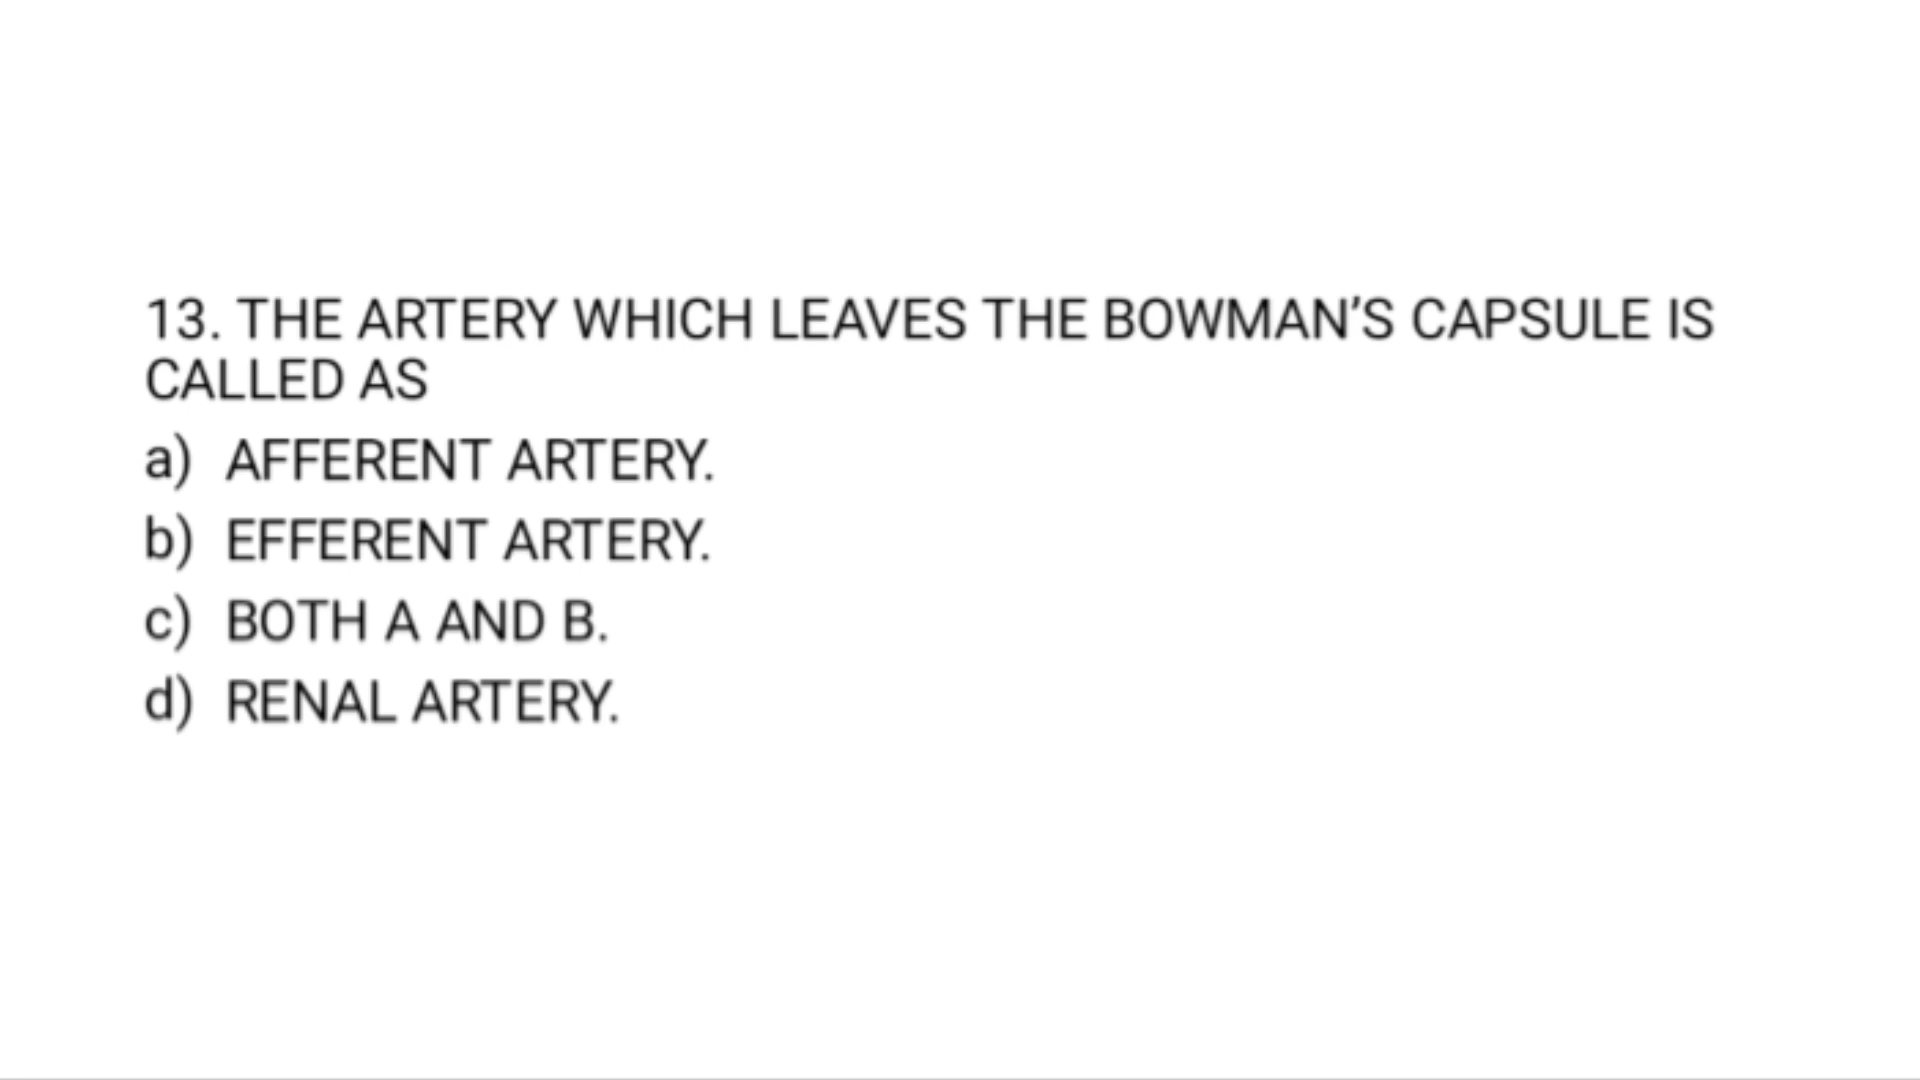 13. THE ARTERY WHICH LEAVES THE BOWMAN’S CAPSULE IS
CALLED AS
a) AFFERENT ARTERY.
b) EFFERENT ARTERY.
c) BOTH A AND B.
d) RENAL ARTERY.